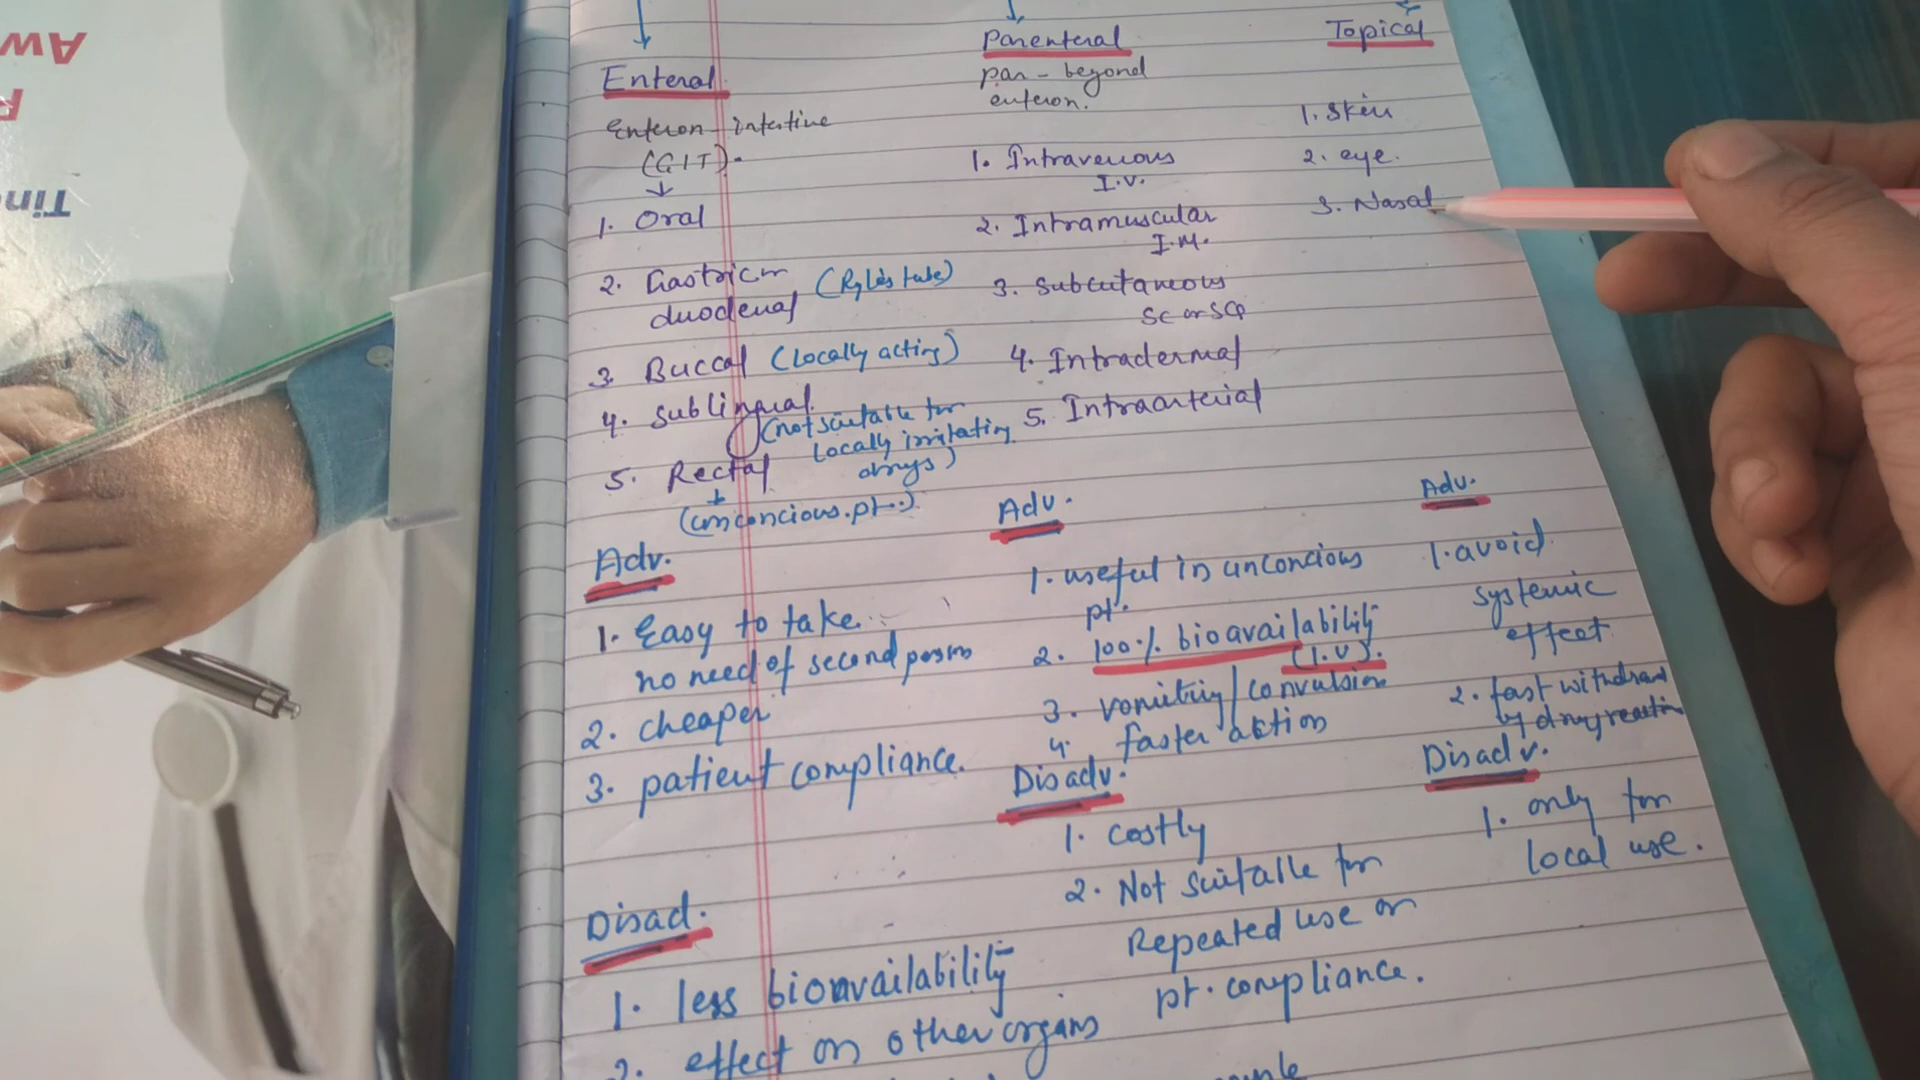 Enteral
Enteron - intestine
(GIT).
1. Oral
2. Gastric or (Ryles tube)
duodenal
3. Buccal (Locally acting)
4. Sublingual
(not suitable for
Locally irritating
drugs)
5. Rectal
(unconcious.pt..)
Adv.
1. Easy to take..
no need of second person
2. cheaper
3. patient compliance.
Disad.
1. less bioavailability
2. effect on other organs
Parenteral
par - beyond
enteron.
1. Intravenous
I.V.
2. Intramuscular
I.M.
3. Subcutaneous
SC or
4. Intradermal
5. Intraarterial
Adv.
1. useful in unconcious
pt.
2. 100% bioavailability
(I.V).
3. vomiting/convulsion
4. faster action
Disadv.
1. costly
2. Not suitable for
Repeated use or
pt. compliance.
Topical
1. Skin
2. eye.
3. Nasal
Adv.
1. avoid
systemic
effect
2. fast withdrawal
by drug reaction
Disadv.
1. only for
local use.
Aw
Tin